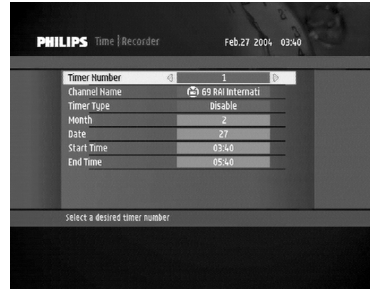 PHILIPS Time | Recorder Feb.27 2004 03:40
Timer Number 1
Channel Name 69 RAI Internati
Timer Type Disable
Month 2
Date 27
Start Time 03:40
End Time 05:40
Select a desired timer number